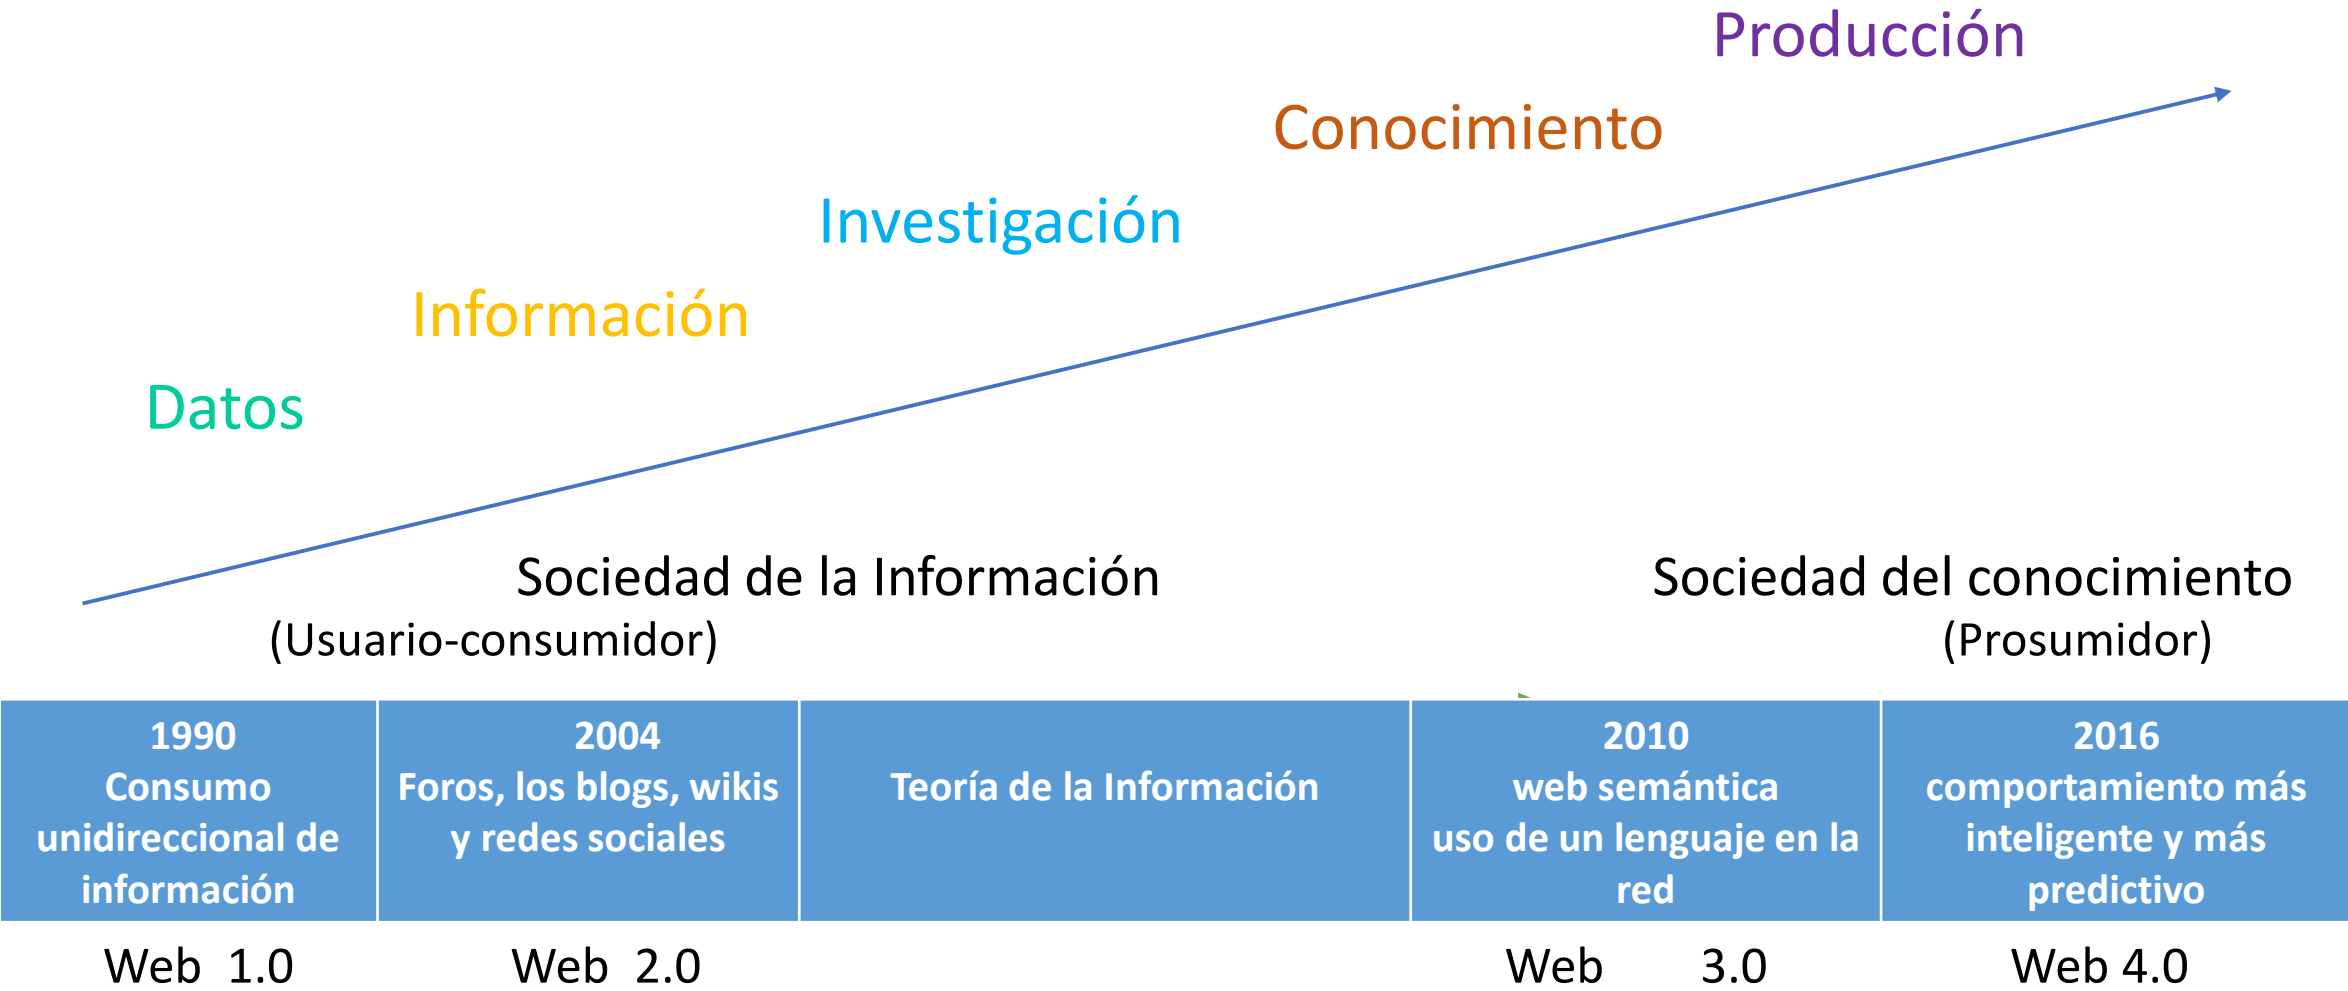 Producción
Conocimiento
Investigación
Información
Datos
Sociedad de la Información
(Usuario-consumidor)
Sociedad del conocimiento
(Prosumidor)
1990
Consumo
unidireccional de
información
2004
Foros, los blogs, wikis
y redes sociales
Teoría de la Información
2010
web semántica
uso de un lenguaje en la
red
2016
comportamiento más
inteligente y más
predictivo
Web 1.0
Web 2.0
Web 3.0
Web 4.0